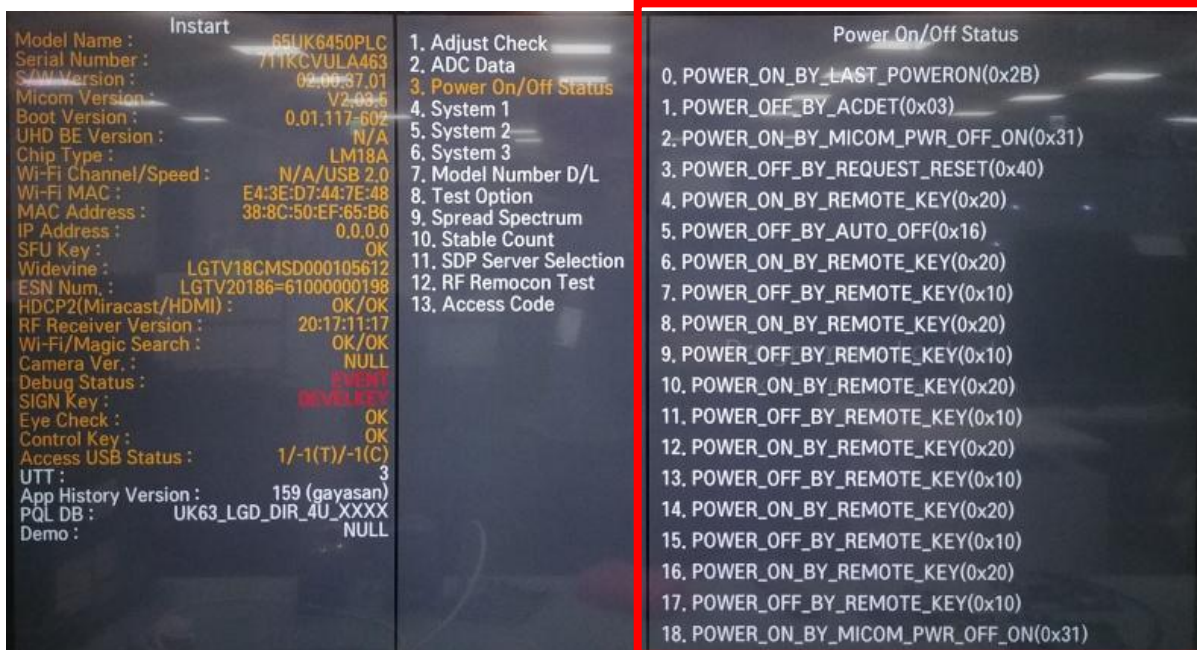 Instart
Model Name : 65UK6450PLC
Serial Number : 711KCVULA463
S/W Version : 02.00.37.01
Micom Version : V2.03.5
Boot Version : 0.01.117-602
UHD BE Version : N/A
Chip Type : LM18A
Wi-Fi Channel/Speed : N/A/USB 2.0
Wi-Fi MAC : E4:3E:D7:44:7E:48
MAC Address : 38:8C:50:EF:65:B6
IP Address : 0.0.0.0
SFU Key : OK
Widevine : LGTV18CMSD000105612
ESN Num. : LGTV20186=61000000198
HDCP2(Miracast/HDMI) : OK/OK
RF Receiver Version : 20:17:11:17
Wi-Fi/Magic Search : OK/OK
Camera Ver. : NULL
Debug Status : EVENT
SIGN Key : DEVELKEY
Eye Check : OK
Control Key : OK
Access USB Status : 1/-1(T)/-1(C)
UTT : 3
App History Version : 159 (gayasan)
PQL DB : UK63_LGD_DIR_4U_XXXX
Demo : NULL
1. Adjust Check
2. ADC Data
3. Power On/Off Status
4. System 1
5. System 2
6. System 3
7. Model Number D/L
8. Test Option
9. Spread Spectrum
10. Stable Count
11. SDP Server Selection
12. RF Remocon Test
13. Access Code
Power On/Off Status
0. POWER_ON_BY_LAST_POWERON(0x2B)
1. POWER_OFF_BY_ACDET(0x03)
2. POWER_ON_BY_MICOM_PWR_OFF_ON(0x31)
3. POWER_OFF_BY_REQUEST_RESET(0x40)
4. POWER_ON_BY_REMOTE_KEY(0x20)
5. POWER_OFF_BY_AUTO_OFF(0x16)
6. POWER_ON_BY_REMOTE_KEY(0x20)
7. POWER_OFF_BY_REMOTE_KEY(0x10)
8. POWER_ON_BY_REMOTE_KEY(0x20)
9. POWER_OFF_BY_REMOTE_KEY(0x10)
10. POWER_ON_BY_REMOTE_KEY(0x20)
11. POWER_OFF_BY_REMOTE_KEY(0x10)
12. POWER_ON_BY_REMOTE_KEY(0x20)
13. POWER_OFF_BY_REMOTE_KEY(0x10)
14. POWER_ON_BY_REMOTE_KEY(0x20)
15. POWER_OFF_BY_REMOTE_KEY(0x10)
16. POWER_ON_BY_REMOTE_KEY(0x20)
17. POWER_OFF_BY_REMOTE_KEY(0x10)
18. POWER_ON_BY_MICOM_PWR_OFF_ON(0x31)